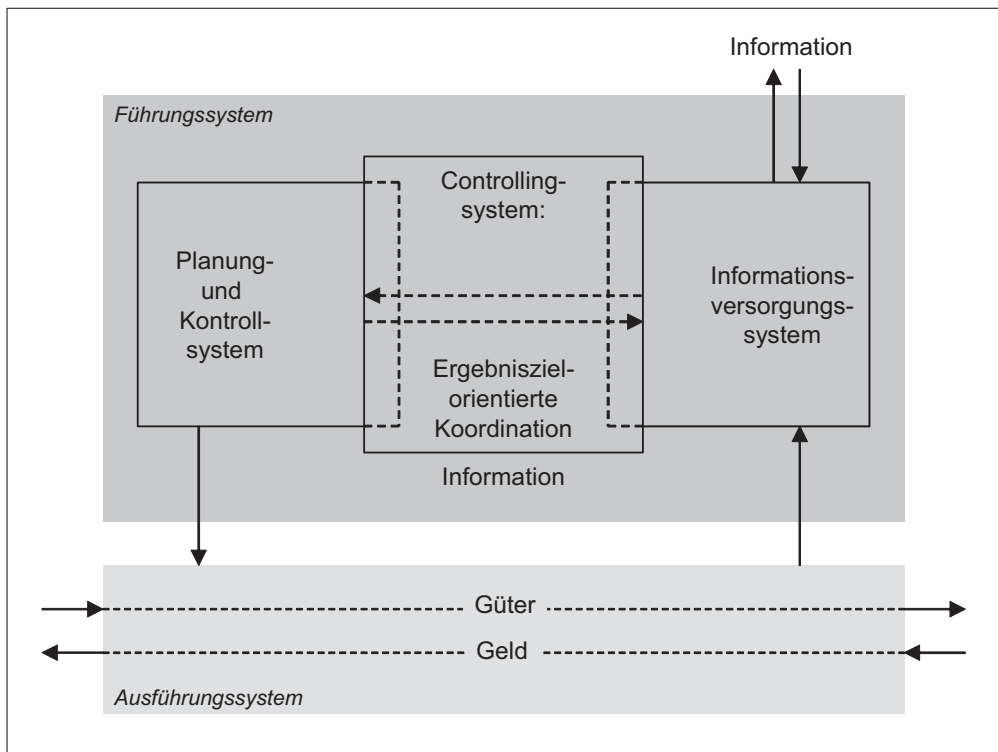 Information
Führungssystem
Controlling-
system:
Planung-
und
Kontroll-
system
Informations-
versorgungs-
system
Ergebnisziel-
orientierte
Koordination
Information
Güter
Geld
Ausführungssystem